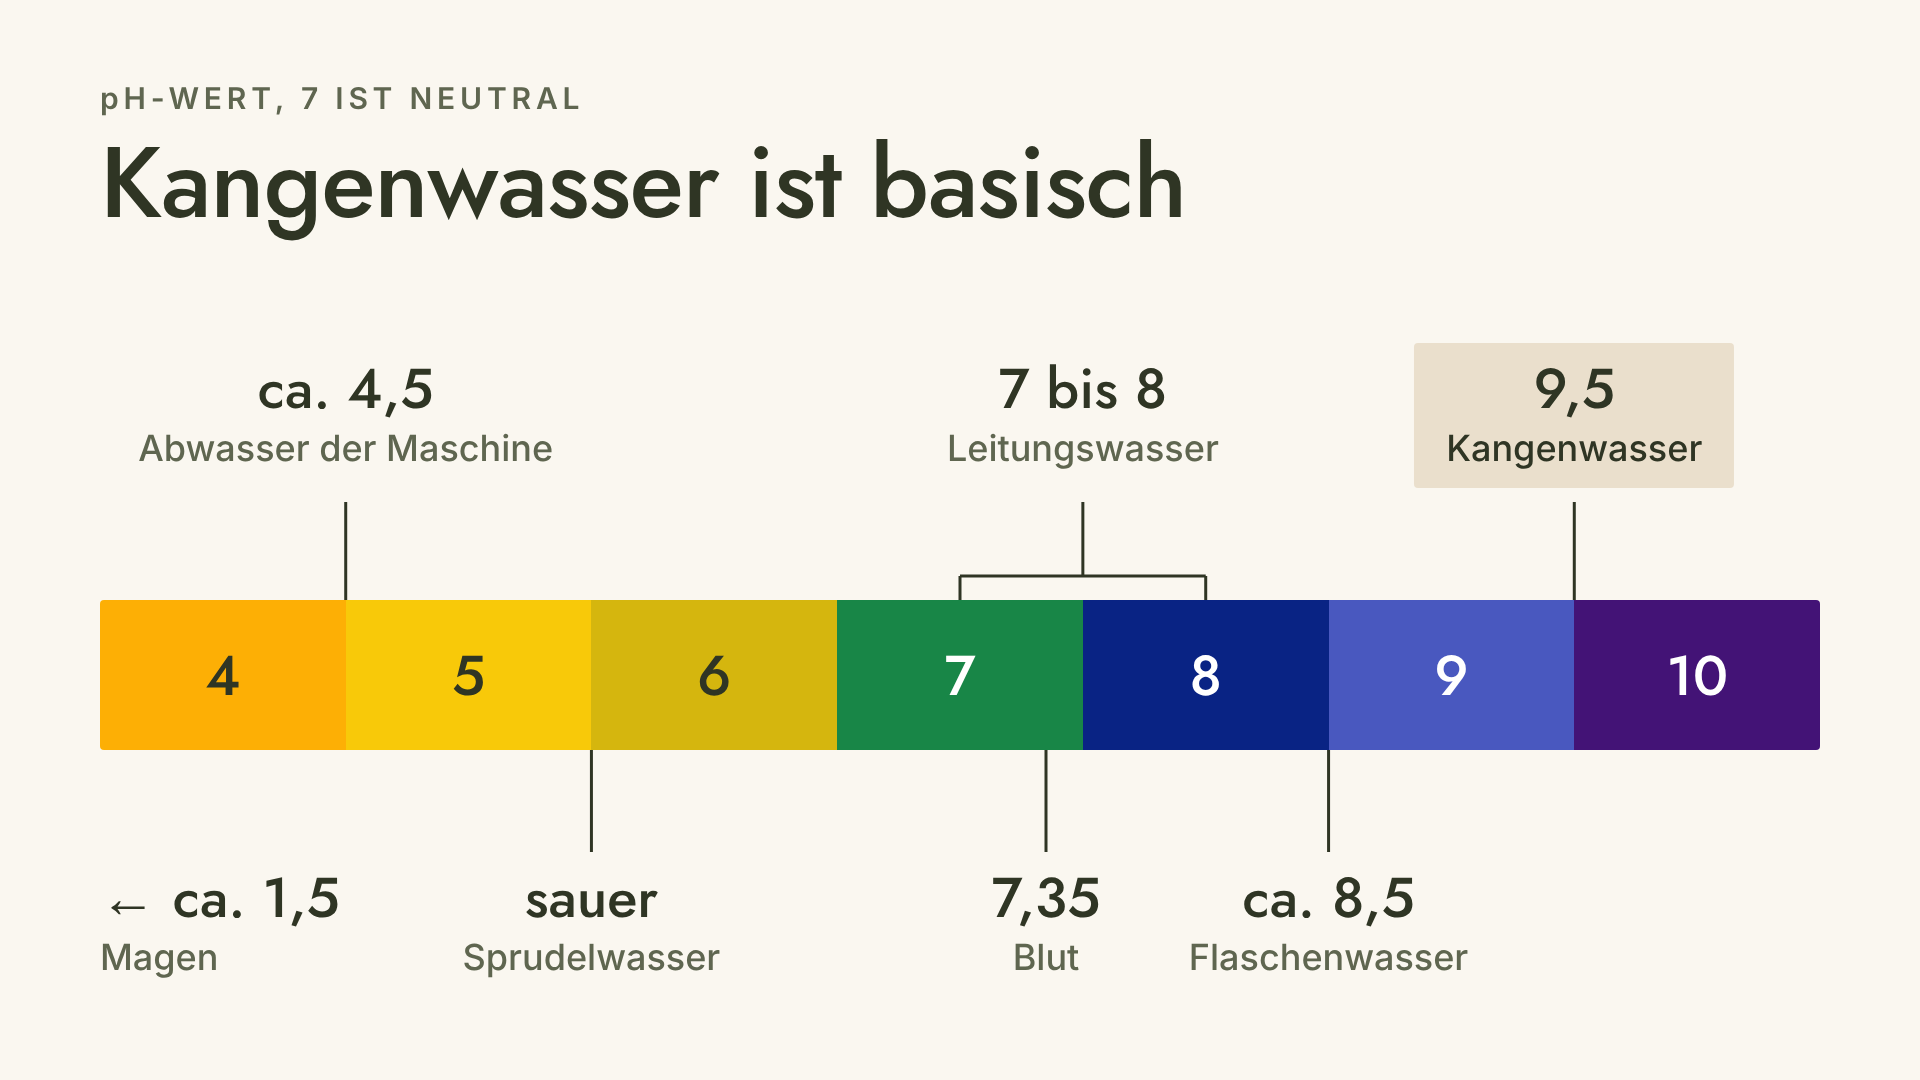 pH-WERT, 7 IST NEUTRAL
Kangenwasser ist basisch
ca. 4,5
Abwasser der Maschine
7 bis 8
Leitungswasser
9,5
Kangenwasser
4 5 6 7 8 9 10
← ca. 1,5
Magen
sauer
Sprudelwasser
7,35
Blut
ca. 8,5
Flaschenwasser